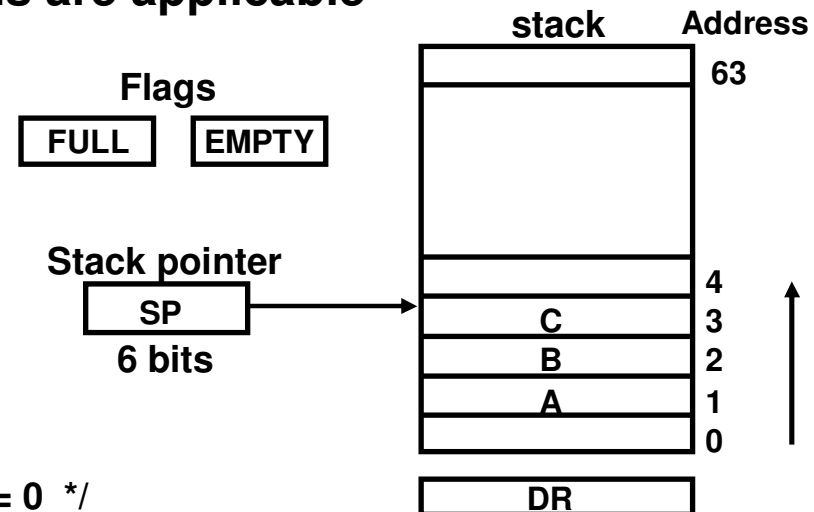 are applicable
stack Address
63
Flags
FULL EMPTY
Stack pointer
SP
6 bits
4
C 3
B 2
A 1
0
= 0 */
DR